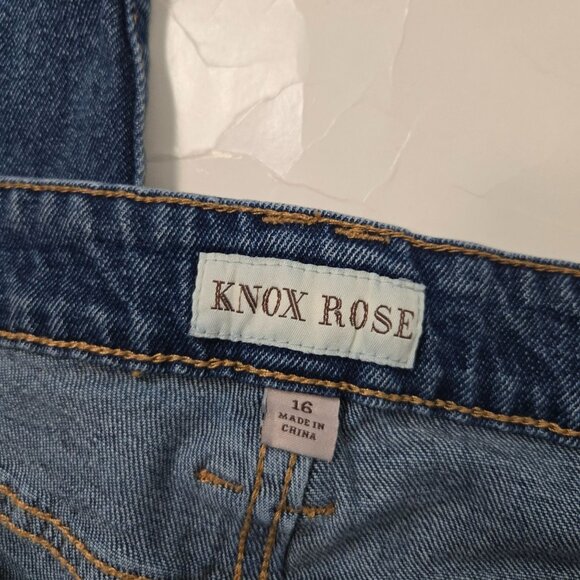 KNOX ROSE
16
MADE IN
CHINA